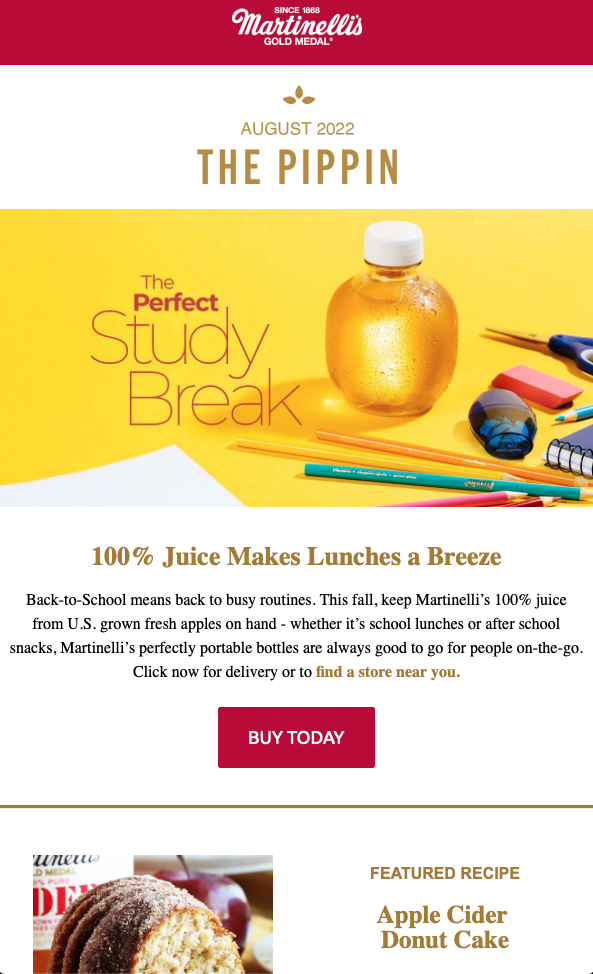 SINCE 1868
Martinelli's
GOLD MEDAL®
AUGUST 2022
THE PIPPIN
The
Perfect
Study
Break
100% Juice Makes Lunches a Breeze
Back-to-School means back to busy routines. This fall, keep Martinelli’s 100% juice
from U.S. grown fresh apples on hand - whether it’s school lunches or after school
snacks, Martinelli’s perfectly portable bottles are always good to go for people on-the-go.
Click now for delivery or to find a store near you.
BUY TODAY
FEATURED RECIPE
Apple Cider
Donut Cake